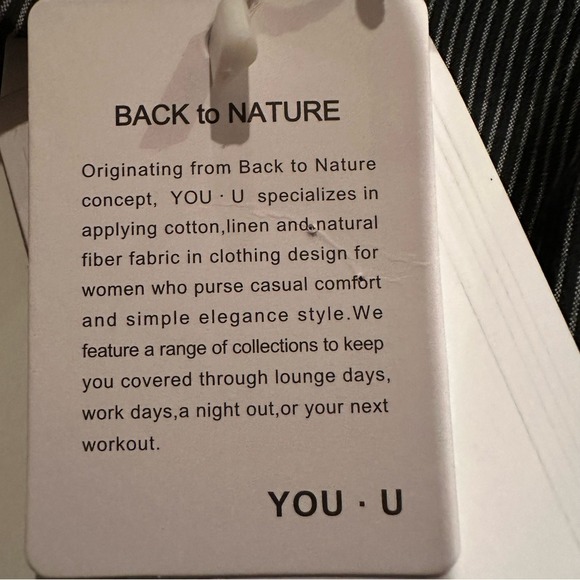 BACK to NATURE
Originating from Back to Nature
concept, YOU · U specializes in
applying cotton,linen and natural
fiber fabric in clothing design for
women who purse casual comfort
and simple elegance style.We
feature a range of collections to keep
you covered through lounge days,
work days,a night out,or your next
workout.
YOU · U